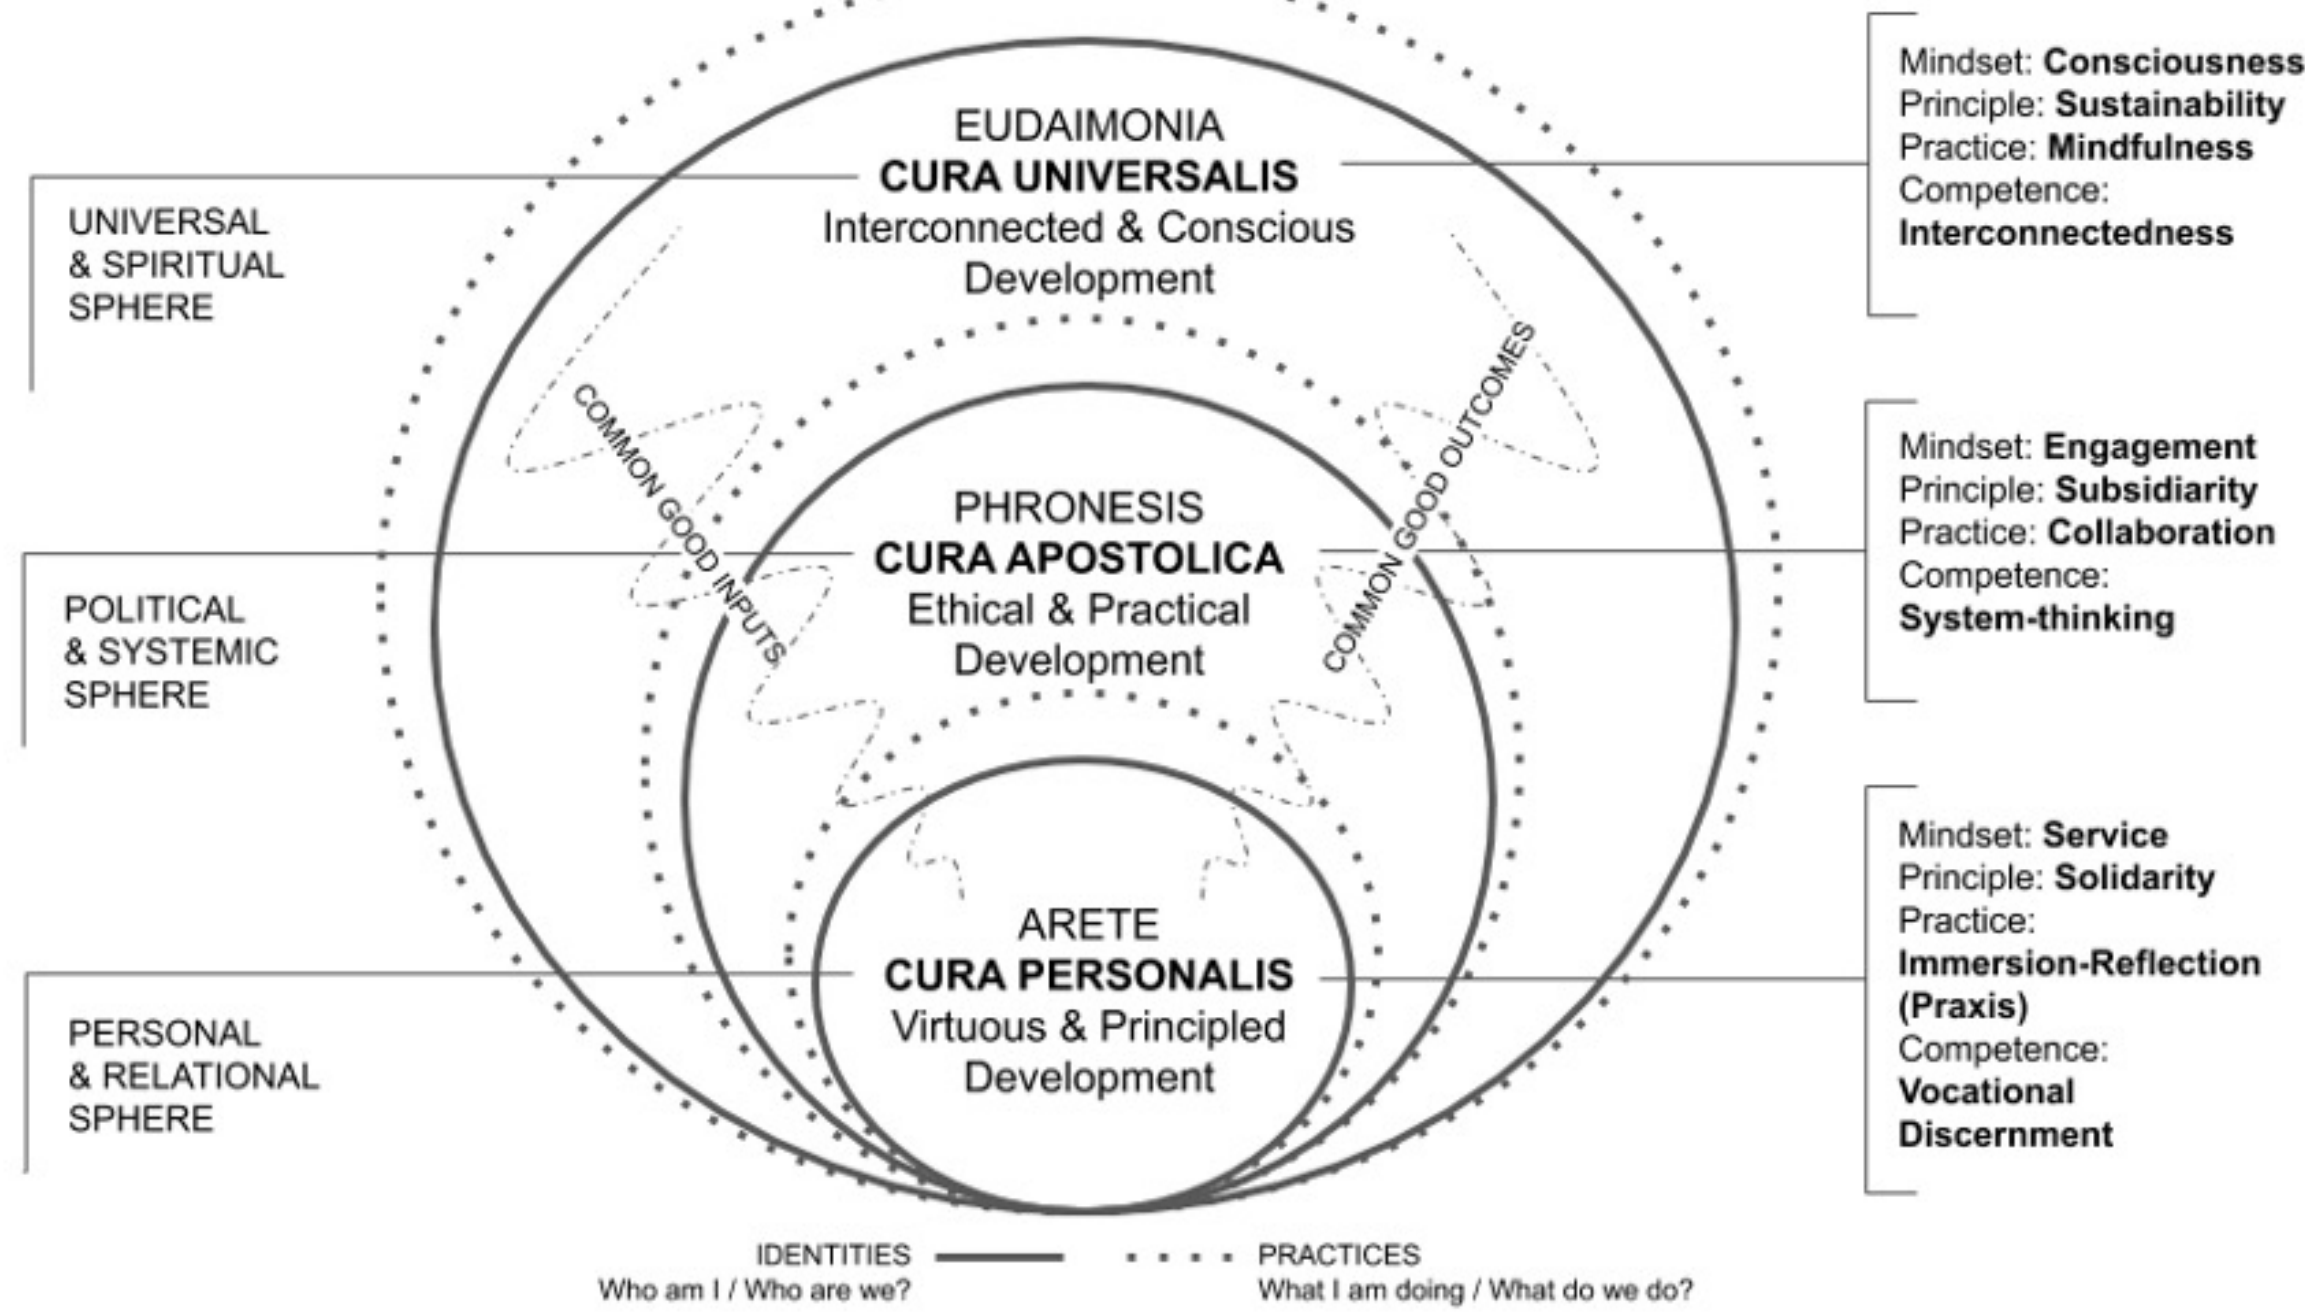 EUDAIMONIA
CURA UNIVERSALIS
Interconnected & Conscious
Development
UNIVERSAL
& SPIRITUAL
SPHERE
Mindset: Consciousness
Principle: Sustainability
Practice: Mindfulness
Competence:
Interconnectedness
COMMON GOOD INPUTS
COMMON GOOD OUTCOMES
PHRONESIS
CURA APOSTOLICA
Ethical & Practical
Development
POLITICAL
& SYSTEMIC
SPHERE
Mindset: Engagement
Principle: Subsidiarity
Practice: Collaboration
Competence:
System-thinking
ARETE
CURA PERSONALIS
Virtuous & Principled
Development
PERSONAL
& RELATIONAL
SPHERE
Mindset: Service
Principle: Solidarity
Practice:
Immersion-Reflection
(Praxis)
Competence:
Vocational
Discernment
IDENTITIES
Who am I / Who are we?
PRACTICES
What I am doing / What do we do?